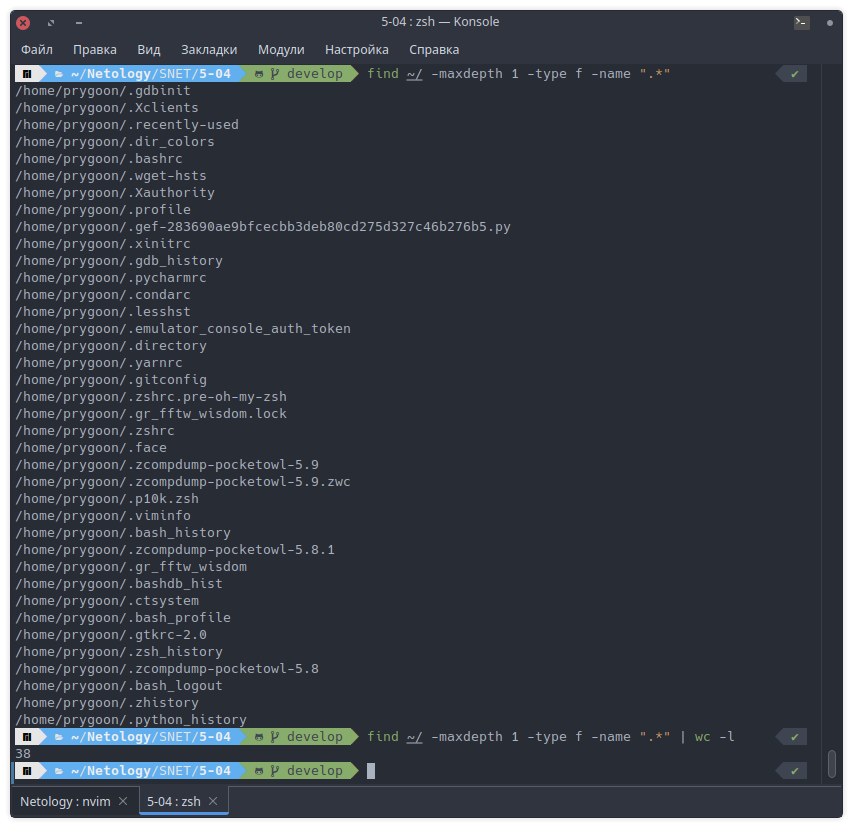 5-04 : zsh — Konsole
Файл Правка Вид Закладки Модули Настройка Справка
~/Netology/SNET/5-04 develop find ~/ -maxdepth 1 -type f -name ".*" ✔
/home/prygoon/.gdbinit
/home/prygoon/.Xclients
/home/prygoon/.recently-used
/home/prygoon/.dir_colors
/home/prygoon/.bashrc
/home/prygoon/.wget-hsts
/home/prygoon/.Xauthority
/home/prygoon/.profile
/home/prygoon/.gef-283690ae9bfcecbb3deb80cd275d327c46b276b5.py
/home/prygoon/.xinitrc
/home/prygoon/.gdb_history
/home/prygoon/.pycharmrc
/home/prygoon/.condarc
/home/prygoon/.lesshst
/home/prygoon/.emulator_console_auth_token
/home/prygoon/.directory
/home/prygoon/.yarnrc
/home/prygoon/.gitconfig
/home/prygoon/.zshrc.pre-oh-my-zsh
/home/prygoon/.gr_fftw_wisdom.lock
/home/prygoon/.zshrc
/home/prygoon/.face
/home/prygoon/.zcompdump-pocketowl-5.9
/home/prygoon/.zcompdump-pocketowl-5.9.zwc
/home/prygoon/.p10k.zsh
/home/prygoon/.viminfo
/home/prygoon/.bash_history
/home/prygoon/.zcompdump-pocketowl-5.8.1
/home/prygoon/.gr_fftw_wisdom
/home/prygoon/.bashdb_hist
/home/prygoon/.ctsystem
/home/prygoon/.bash_profile
/home/prygoon/.gtkrc-2.0
/home/prygoon/.zsh_history
/home/prygoon/.zcompdump-pocketowl-5.8
/home/prygoon/.bash_logout
/home/prygoon/.zhistory
/home/prygoon/.python_history
~/Netology/SNET/5-04 develop find ~/ -maxdepth 1 -type f -name ".*" | wc -l ✔
38
~/Netology/SNET/5-04 develop ✔
Netology : nvim 5-04 : zsh